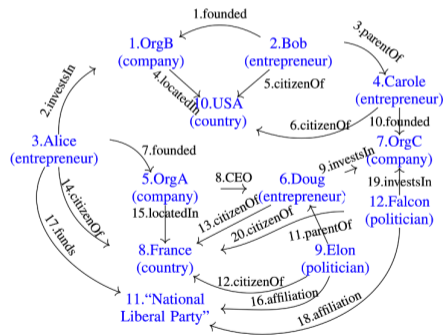 1.founded
1.OrgB
(company)
2.Bob
(entrepreneur)
3.parentOf
2.investsIn
4.locatedIn
10.USA
(country)
5.citizenOf
4.Carole
(entrepreneur)
6.citizenOf
10.founded
3.Alice
(entrepreneur)
7.founded
7.OrgC
(company)
9.investsIn
5.OrgA
(company)
8.CEO
6.Doug
(entrepreneur)
19.investsIn
12.Falcon
(politician)
14.citizenOf
17.funds
15.locatedIn
13.citizenOf
20.citizenOf
11.parentOf
8.France
(country)
9.Elon
(politician)
12.citizenOf
16.affiliation
18.affiliation
11.“National
Liberal Party”